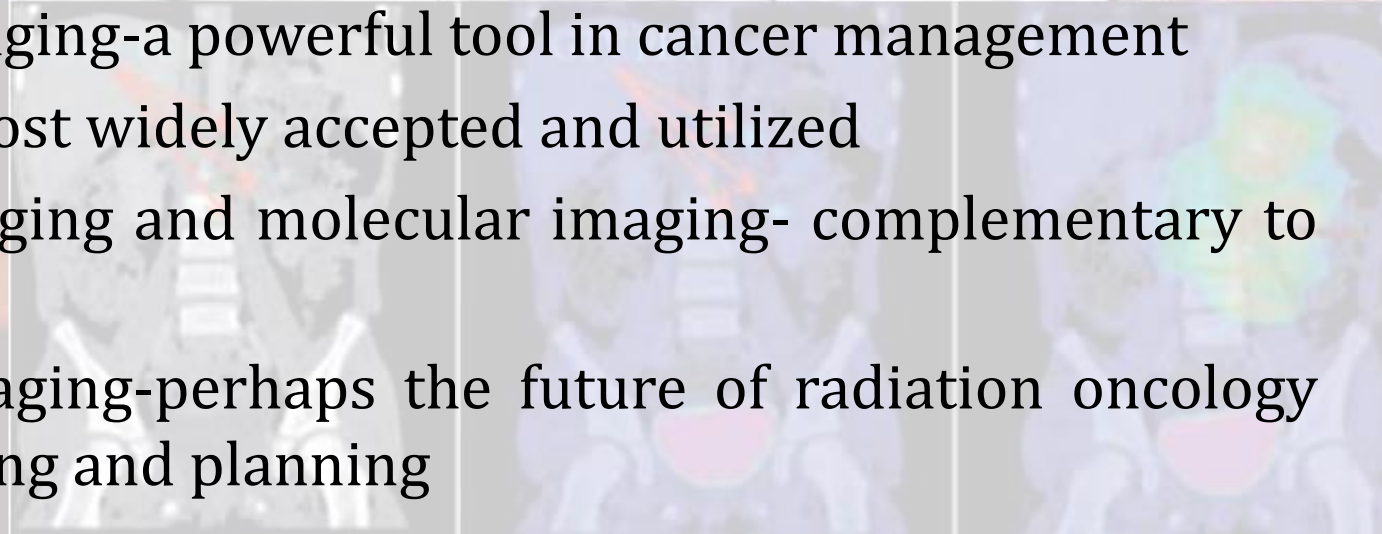 ging-a powerful tool in cancer management
ost widely accepted and utilized
ging and molecular imaging- complementary to
aging-perhaps the future of radiation oncology
ng and planning